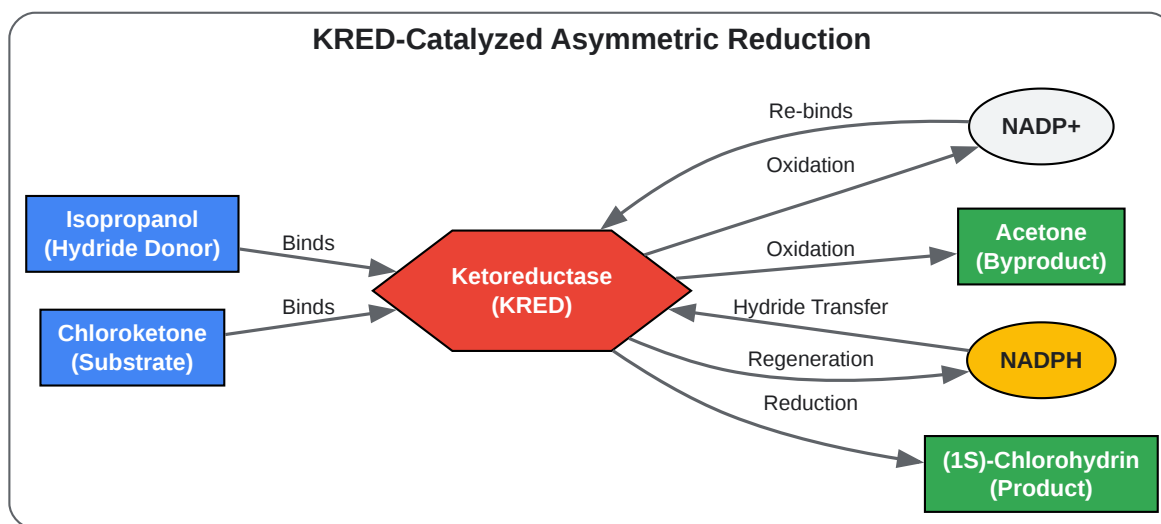 KRED-Catalyzed Asymmetric Reduction
Re-binds
NADP+
Oxidation
Isopropanol
(Hydride Donor)
Binds
Acetone
(Byproduct)
Oxidation
Ketoreductase
(KRED)
Hydride Transfer
Binds
Chloroketone
(Substrate)
Regeneration
NADPH
Reduction
(1S)-Chlorohydrin
(Product)